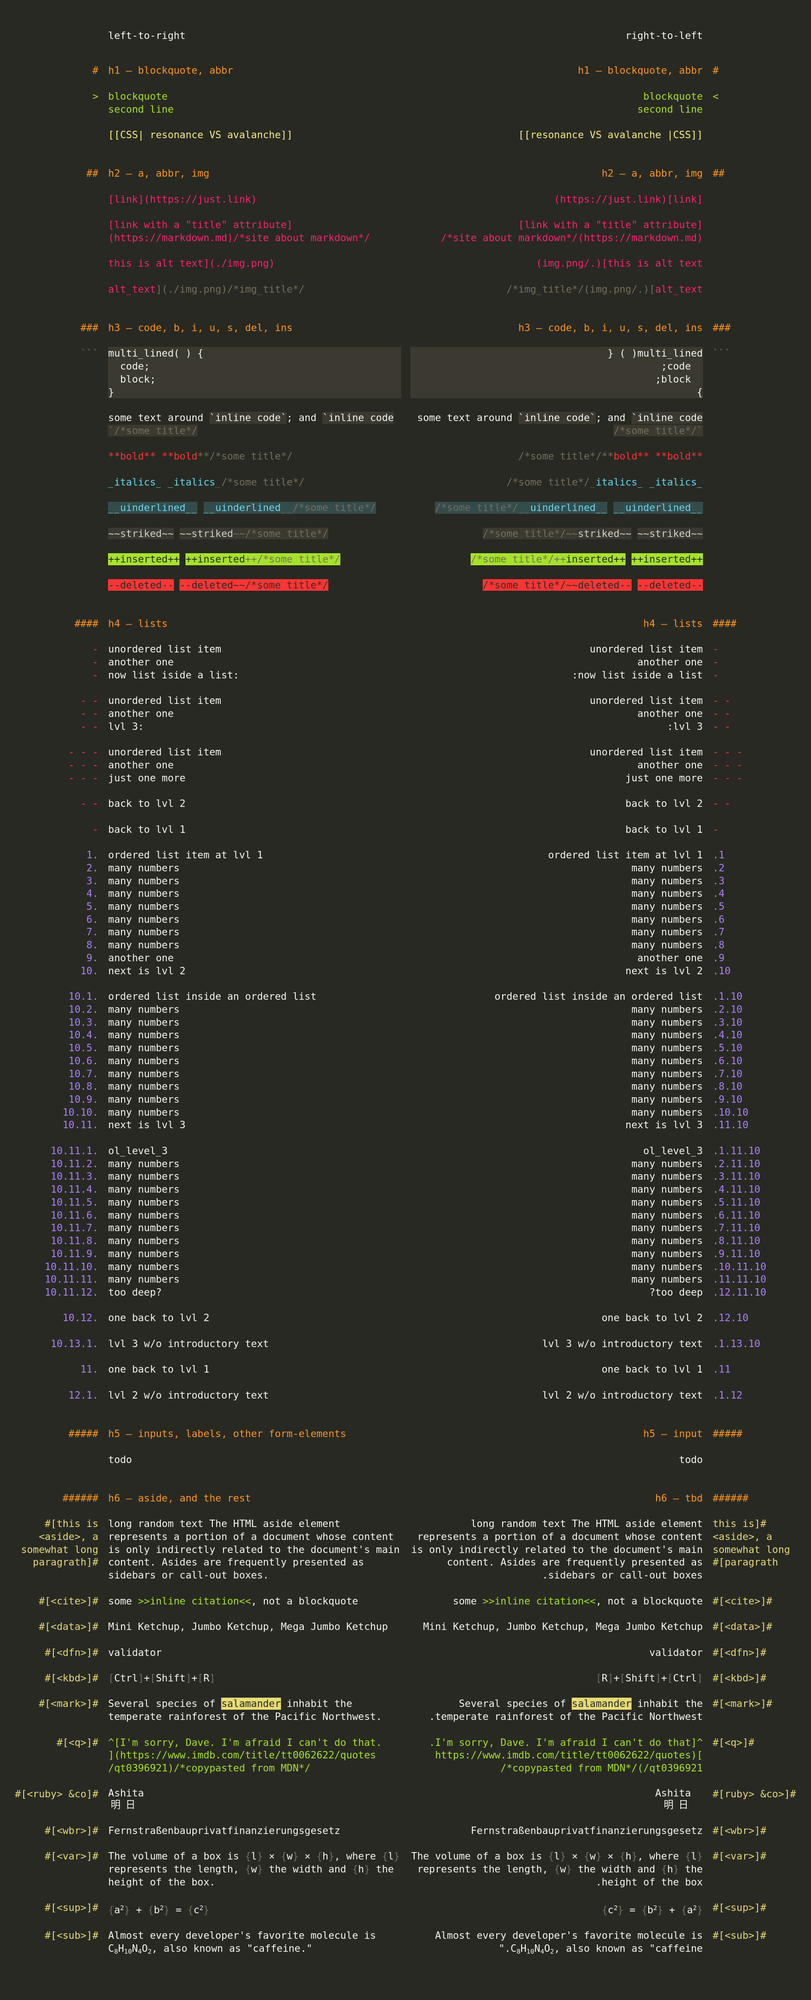 left-to-right
# h1 — blockquote, abbr
> blockquote
second line
[[CSS| resonance VS avalanche]]
## h2 — a, abbr, img
[link](https://just.link)
[link with a "title" attribute]
(https://markdown.md)/*site about markdown*/
this is alt text](./img.png)
alt_text](./img.png)/*img_title*/
### h3 — code, b, i, u, s, del, ins
``` multi_lined( ) {
code;
block;
}
some text around `inline code`; and `inline code
`/*some title*/
**bold** **bold**/*some title*/
_italics_ _italics_/*some title*/
__uinderlined__ __uinderlined__/*some title*/
~~striked~~ ~~striked~~/*some title*/
++inserted++ ++inserted++/*some title*/
--deleted-- --deleted~~/*some title*/
#### h4 — lists
- unordered list item
- another one
- now list iside a list:
- - unordered list item
- - another one
- - lvl 3:
- - - unordered list item
- - - another one
- - - just one more
- - back to lvl 2
- back to lvl 1
1. ordered list item at lvl 1
2. many numbers
3. many numbers
4. many numbers
5. many numbers
6. many numbers
7. many numbers
8. many numbers
9. another one
10. next is lvl 2
10.1. ordered list inside an ordered list
10.2. many numbers
10.3. many numbers
10.4. many numbers
10.5. many numbers
10.6. many numbers
10.7. many numbers
10.8. many numbers
10.9. many numbers
10.10. many numbers
10.11. next is lvl 3
10.11.1. ol_level_3
10.11.2. many numbers
10.11.3. many numbers
10.11.4. many numbers
10.11.5. many numbers
10.11.6. many numbers
10.11.7. many numbers
10.11.8. many numbers
10.11.9. many numbers
10.11.10. many numbers
10.11.11. many numbers
10.11.12. too deep?
10.12. one back to lvl 2
10.13.1. lvl 3 w/o introductory text
11. one back to lvl 1
12.1. lvl 2 w/o introductory text
##### h5 — inputs, labels, other form-elements
todo
###### h6 — aside, and the rest
#[this is long random text The HTML aside element
<aside>, a represents a portion of a document whose content
somewhat long is only indirectly related to the document's main
paragraph]# content. Asides are frequently presented as
sidebars or call-out boxes.
#[<cite>]# some >>inline citation<<, not a blockquote
#[<data>]# Mini Ketchup, Jumbo Ketchup, Mega Jumbo Ketchup
#[<dfn>]# validator
#[<kbd>]# [Ctrl]+[Shift]+[R]
#[<mark>]# Several species of salamander inhabit the
temperate rainforest of the Pacific Northwest.
#[<q>]# ^[I'm sorry, Dave. I'm afraid I can't do that.
](https://www.imdb.com/title/tt0062622/quotes
/qt0396921)/*copypasted from MDN*/
#[<ruby> &co]# Ashita
明日
#[<wbr>]# Fernstraßenbauprivatfinanzierungsgesetz
#[<var>]# The volume of a box is {l} × {w} × {h}, where {l}
represents the length, {w} the width and {h} the
height of the box.
#[<sup>]# {a²} + {b²} = {c²}
#[<sub>]# Almost every developer's favorite molecule is
C₈H₁₀N₄O₂, also known as "caffeine."
right-to-left
h1 — blockquote, abbr #
blockquote <
second line
[[resonance VS avalanche |CSS]]
h2 — a, abbr, img ##
(https://just.link)[link]
[link with a "title" attribute]
/*site about markdown*/(https://markdown.md)
(img.png/.)[this is alt text
/*img_title*/(img.png/.)[alt_text
h3 — code, b, i, u, s, del, ins ###
} ( )multi_lined ```
;code
;block
{
some text around `inline code`; and `inline code
/*some title*/`
/*some title*/**bold** **bold**
/*some title*/_italics_ _italics_
/*some title*/__uinderlined__ __uinderlined__
/*some title*/~~striked~~ ~~striked~~
/*some title*/++inserted++ ++inserted++
/*some title*/~~deleted-- --deleted--
h4 — lists ####
unordered list item -
another one -
:now list iside a list -
unordered list item - -
another one - -
:lvl 3 - -
unordered list item - - -
another one - - -
just one more - - -
back to lvl 2 - -
back to lvl 1 -
ordered list item at lvl 1 .1
many numbers .2
many numbers .3
many numbers .4
many numbers .5
many numbers .6
many numbers .7
many numbers .8
another one .9
next is lvl 2 .10
ordered list inside an ordered list .1.10
many numbers .2.10
many numbers .3.10
many numbers .4.10
many numbers .5.10
many numbers .6.10
many numbers .7.10
many numbers .8.10
many numbers .9.10
many numbers .10.10
next is lvl 3 .11.10
ol_level_3 .1.11.10
many numbers .2.11.10
many numbers .3.11.10
many numbers .4.11.10
many numbers .5.11.10
many numbers .6.11.10
many numbers .7.11.10
many numbers .8.11.10
many numbers .9.11.10
many numbers .10.11.10
many numbers .11.11.10
?too deep .12.11.10
one back to lvl 2 .12.10
lvl 3 w/o introductory text .1.13.10
one back to lvl 1 .11
lvl 2 w/o introductory text .1.12
h5 — input #####
todo
h6 — tbd ######
long random text The HTML aside element this is]#
represents a portion of a document whose content <aside>, a
is only indirectly related to the document's main somewhat long
content. Asides are frequently presented as #[paragraph
.sidebars or call-out boxes
some >>inline citation<<, not a blockquote #[<cite>]#
Mini Ketchup, Jumbo Ketchup, Mega Jumbo Ketchup #[<data>]#
validator #[<dfn>]#
[R]+[Shift]+[Ctrl] #[<kbd>]#
Several species of salamander inhabit the #[<mark>]#
.temperate rainforest of the Pacific Northwest
.I'm sorry, Dave. I'm afraid I can't do that]^ #[<q>]#
https://www.imdb.com/title/tt0062622/quotes)[
/*copypasted from MDN*/(/qt0396921
Ashita #[ruby> &co>]#
明日
Fernstraßenbauprivatfinanzierungsgesetz #[<wbr>]#
The volume of a box is {l} × {w} × {h}, where {l} #[<var>]#
represents the length, {w} the width and {h} the
.height of the box
{c²} = {b²} + {a²} #[<sup>]#
Almost every developer's favorite molecule is #[<sub>]#
".C₈H₁₀N₄O₂, also known as "caffeine